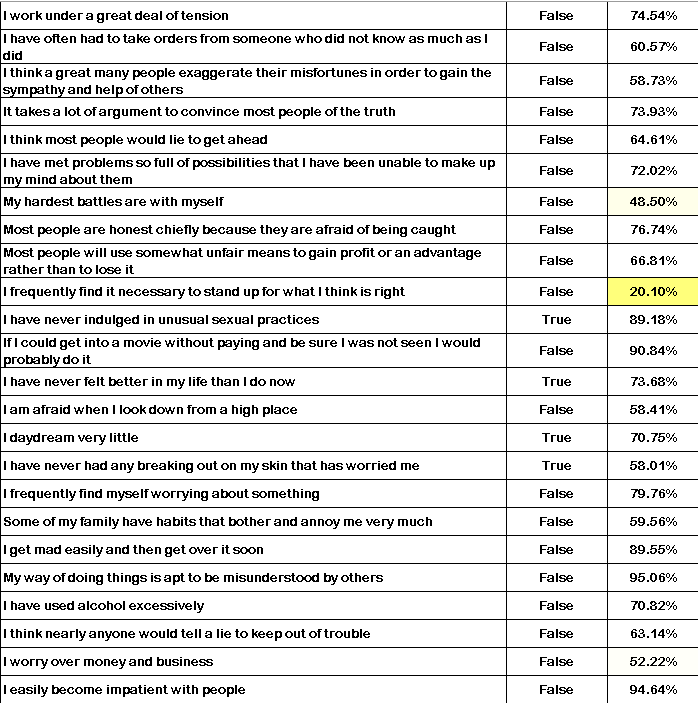 I work under a great deal of tension False 74.54%
I have often had to take orders from someone who did not know as much as I
did False 60.57%
I think a great many people exaggerate their misfortunes in order to gain the
sympathy and help of others False 58.73%
It takes a lot of argument to convince most people of the truth False 73.93%
I think most people would lie to get ahead False 64.61%
I have met problems so full of possibilities that I have been unable to make up
my mind about them False 72.02%
My hardest battles are with myself False 48.50%
Most people are honest chiefly because they are afraid of being caught False 76.74%
Most people will use somewhat unfair means to gain profit or an advantage
rather than to lose it False 66.81%
I frequently find it necessary to stand up for what I think is right False 20.10%
I have never indulged in unusual sexual practices True 89.18%
If I could get into a movie without paying and be sure I was not seen I would
probably do it False 90.84%
I have never felt better in my life than I do now True 73.68%
I am afraid when I look down from a high place False 58.41%
I daydream very little True 70.75%
I have never had any breaking out on my skin that has worried me True 58.01%
I frequently find myself worrying about something False 79.76%
Some of my family have habits that bother and annoy me very much False 59.56%
I get mad easily and then get over it soon False 89.55%
My way of doing things is apt to be misunderstood by others False 95.06%
I have used alcohol excessively False 70.82%
I think nearly anyone would tell a lie to keep out of trouble False 63.14%
I worry over money and business False 52.22%
I easily become impatient with people False 94.64%